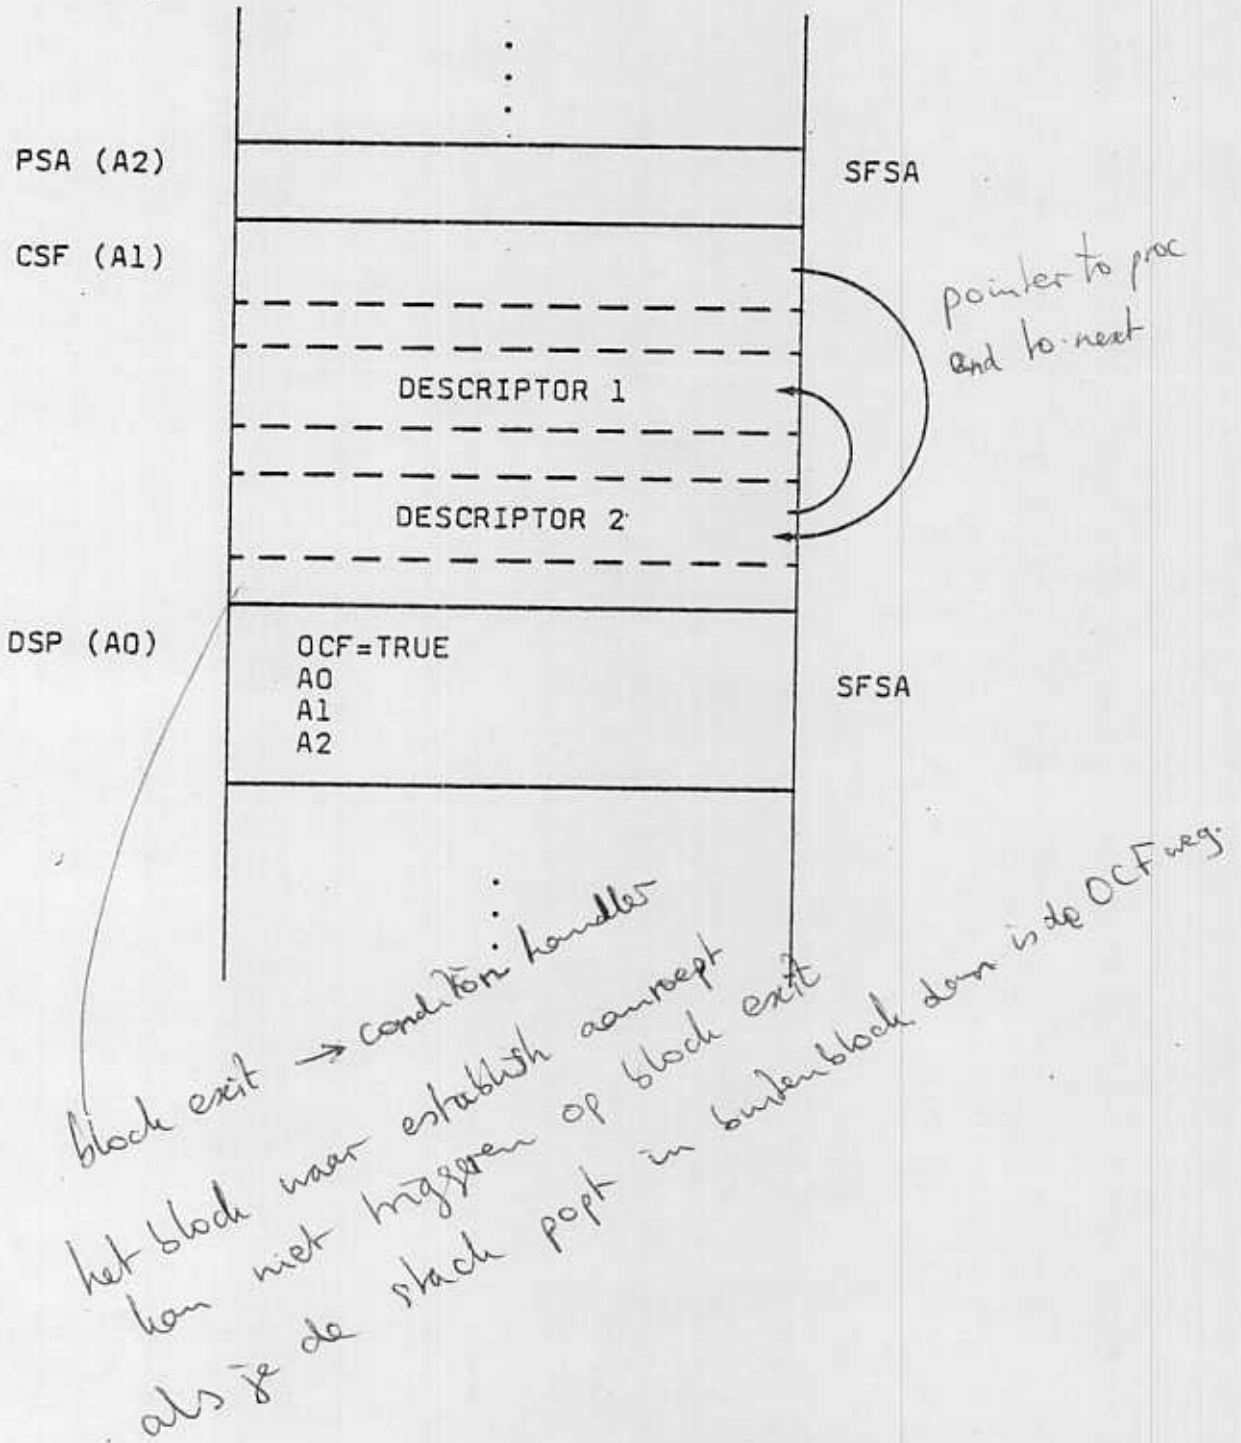 PSA (A2)
SFSA
CSF (A1)
pointer to proc
and to next
DESCRIPTOR 1
DESCRIPTOR 2
DSP (A0)
OCF=TRUE
A0
A1
A2
SFSA
block exit → condition handler
het block waar establish aanroept
kan niet triggeren op block exit
als je de stack popt in buitenblock dan is de OCF weg.